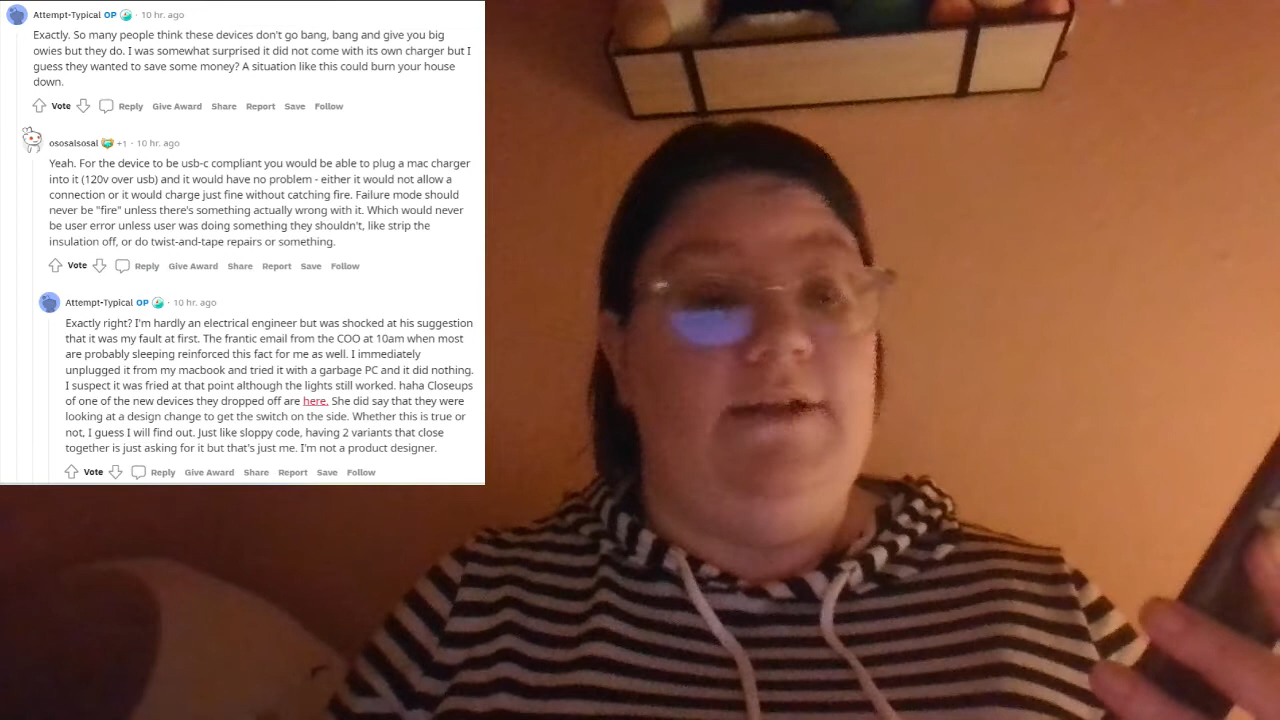 Attempt-Typical OP · 10 hr. ago
Exactly. So many people think these devices don't go bang, bang and give you big
owies but they do. I was somewhat surprised it did not come with its own charger but I
guess they wanted to save some money? A situation like this could burn your house
down.
Vote Reply Give Award Share Report Save Follow
ososalsosal +1 · 10 hr. ago
Yeah. For the device to be usb-c compliant you would be able to plug a mac charger
into it (120v over usb) and it would have no problem - either it would not allow a
connection or it would charge just fine without catching fire. Failure mode should
never be "fire" unless there's something actually wrong with it. Which would never
be user error unless user was doing something they shouldn't, like strip the
insulation off, or do twist-and-tape repairs or something.
Vote Reply Give Award Share Report Save Follow
Attempt-Typical OP · 10 hr. ago
Exactly right? I'm hardly an electrical engineer but was shocked at his suggestion
that it was my fault at first. The frantic email from the COO at 10am when most
are probably sleeping reinforced this fact for me as well. I immediately
unplugged it from my macbook and tried it with a garbage PC and it did nothing.
I suspect it was fried at that point although the lights still worked. haha Closeups
of one of the new devices they dropped off are here. She did say that they were
looking at a design change to get the switch on the side. Whether this is true or
not, I guess I will find out. Just like sloppy code, having 2 variants that close
together is just asking for it but that's just me. I'm not a product designer.
Vote Reply Give Award Share Report Save Follow